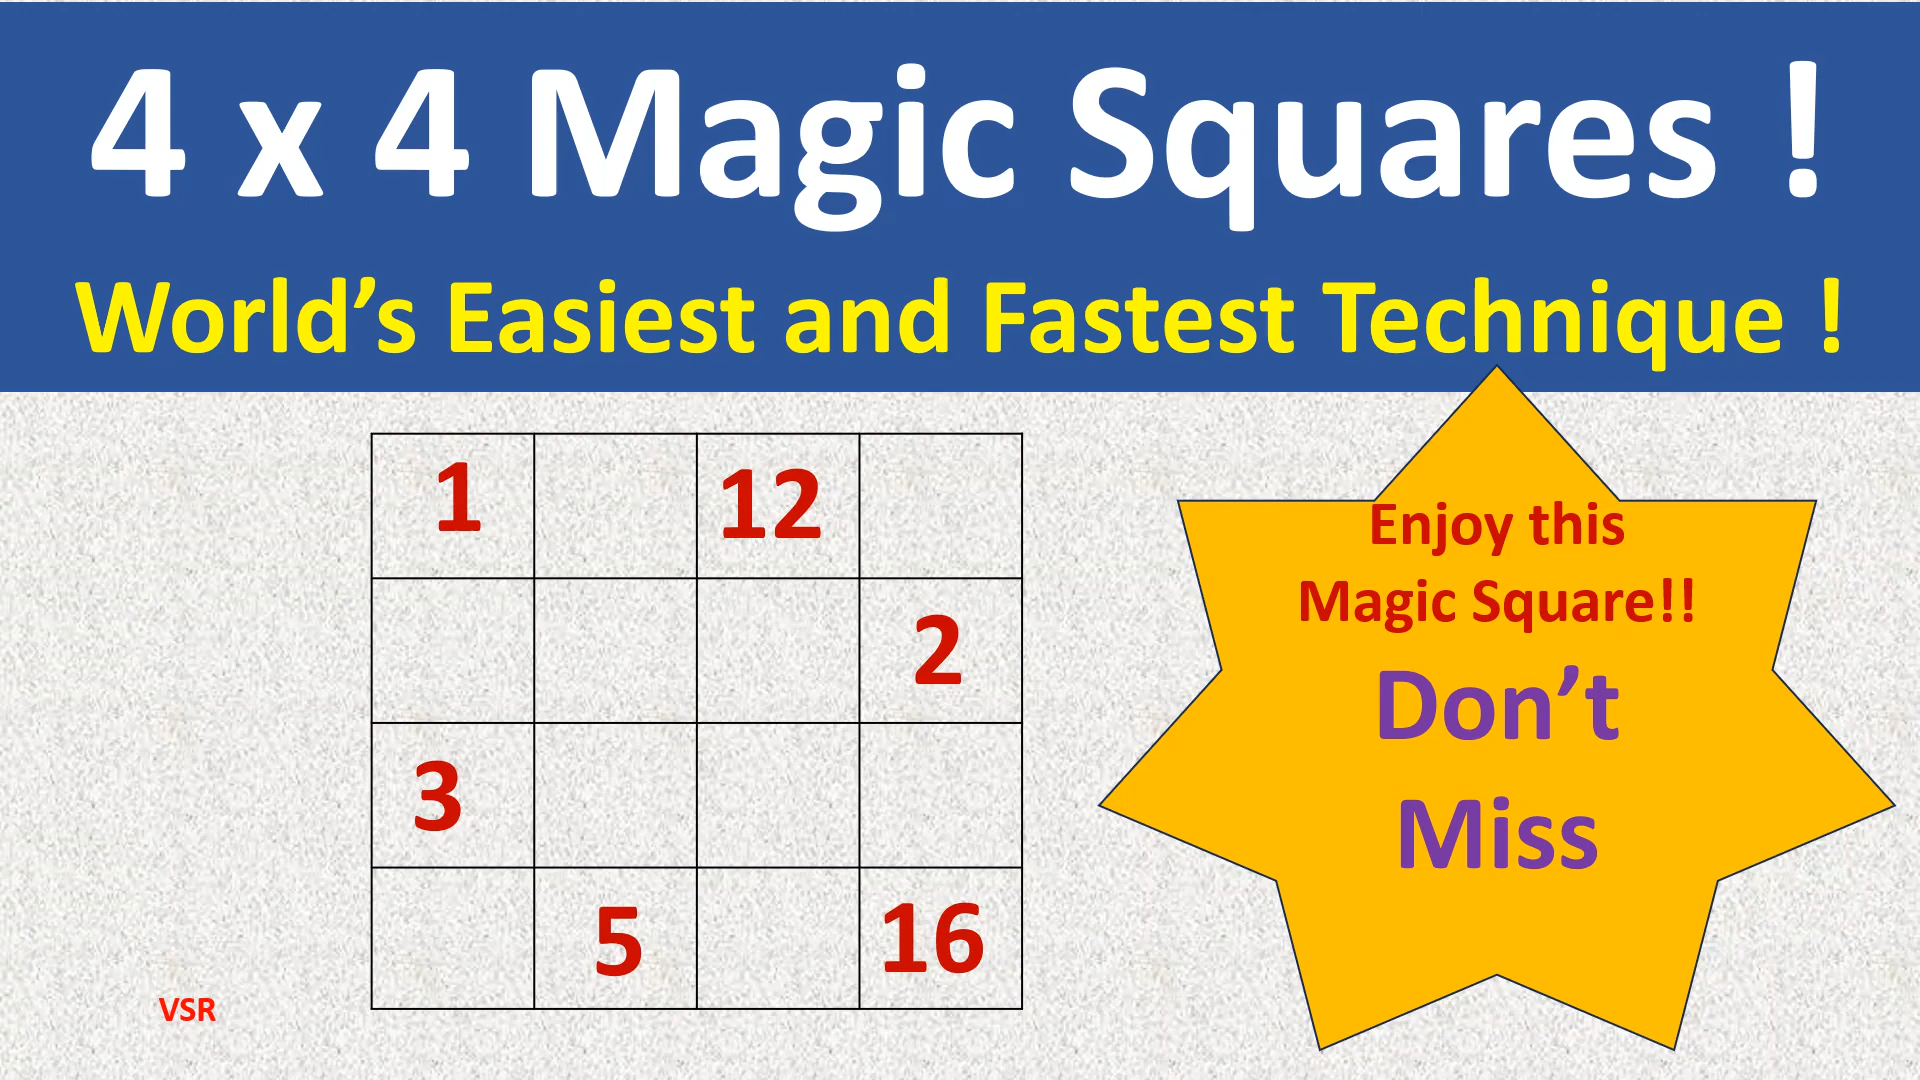 4 x 4 Magic Squares !
World's Easiest and Fastest Technique !
1 12
2
3
5 16
Enjoy this
Magic Square!!
Don't
Miss
VSR